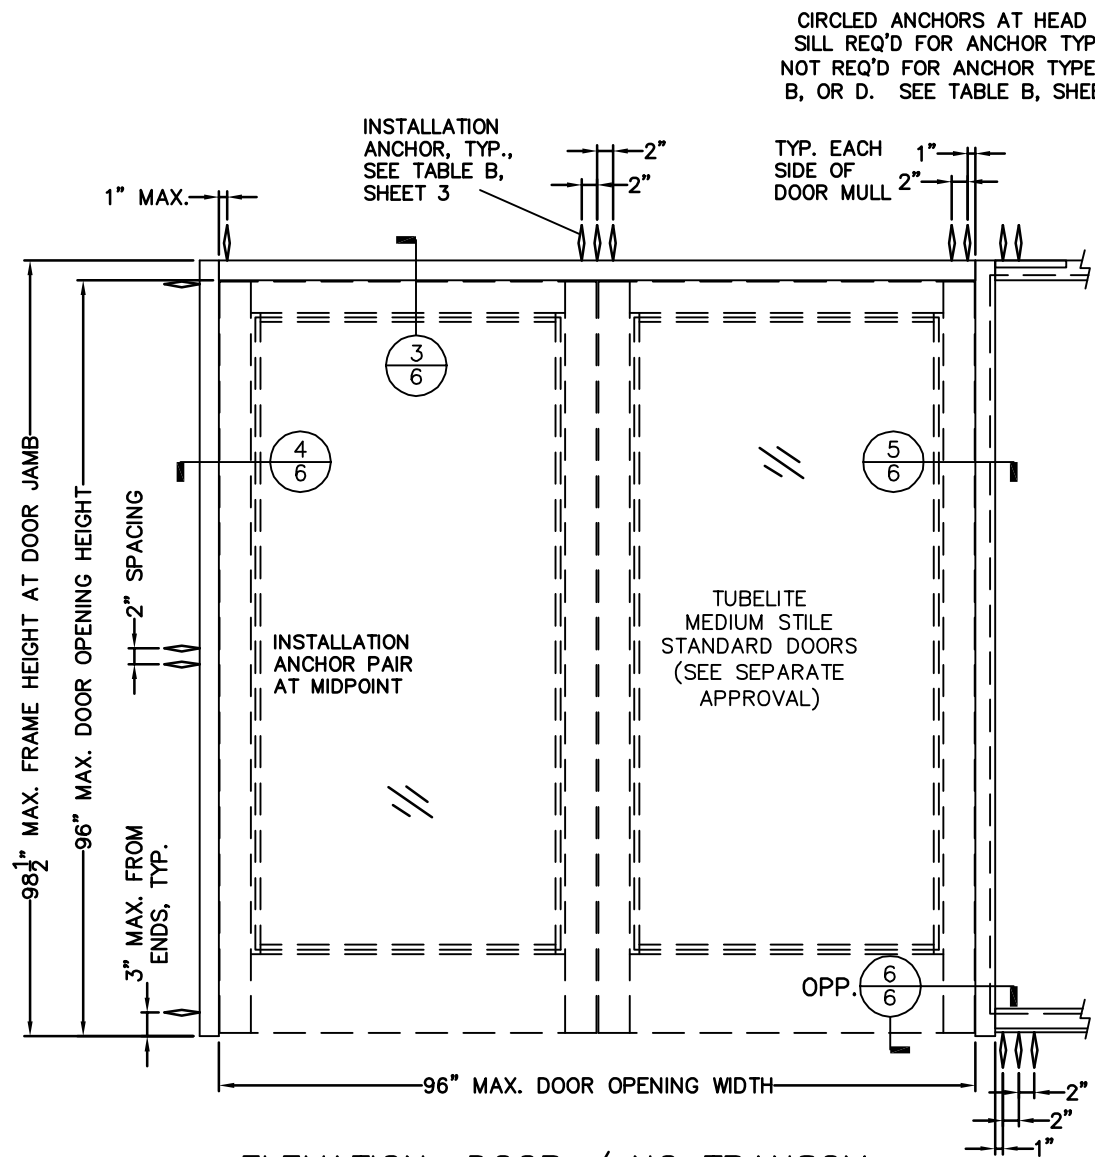 CIRCLED ANCHORS AT HEAD
SILL REQ'D FOR ANCHOR
NOT REQ'D FOR ANCHOR
B, OR D. SEE TABLE B,
INSTALLATION
ANCHOR, TYP.,
SEE TABLE B,
SHEET 3
2"
2"
TYP. EACH
SIDE OF
DOOR MULL
1"
2"
1" MAX.
3
6
4
6
5
6
98 1/2" MAX. FRAME HEIGHT AT DOOR JAMB
96" MAX. DOOR OPENING HEIGHT
2" SPACING
INSTALLATION
ANCHOR PAIR
AT MIDPOINT
TUBELITE
MEDIUM STILE
STANDARD DOORS
(SEE SEPARATE
APPROVAL)
3" MAX. FROM
ENDS, TYP.
OPP.
6
6
96" MAX. DOOR OPENING WIDTH
2"
2"
1"